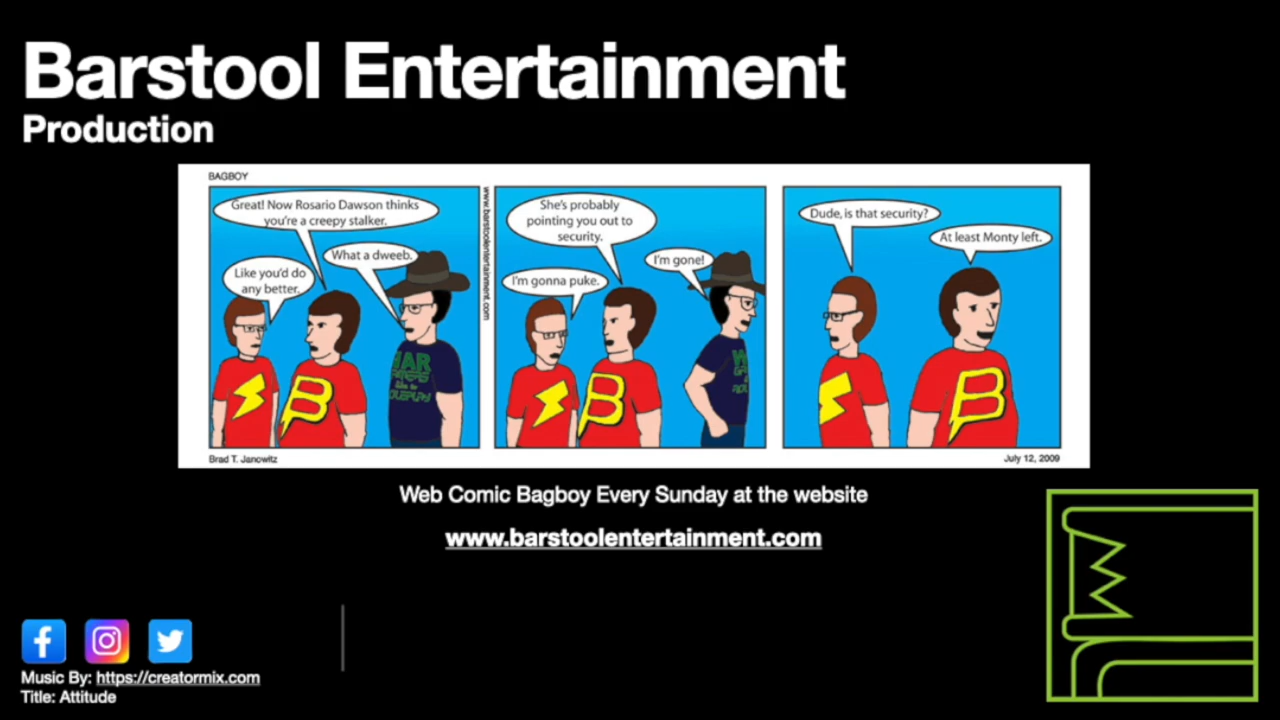 Barstool Entertainment
Production
BAGBOY
Great! Now Rosario Dawson thinks
you're a creepy stalker.
What a dweeb.
Like you'd do
any better.
www.barstoolentertainment.com
She's probably
pointing you out to
security.
I'm gonna puke.
I'm gone!
Dude, is that security?
At least Monty left.
B
B
B
Brad T. Janowitz
July 12, 2009
Web Comic Bagboy Every Sunday at the website
www.barstoolentertainment.com
Music By: https://creatormix.com
Title: Attitude